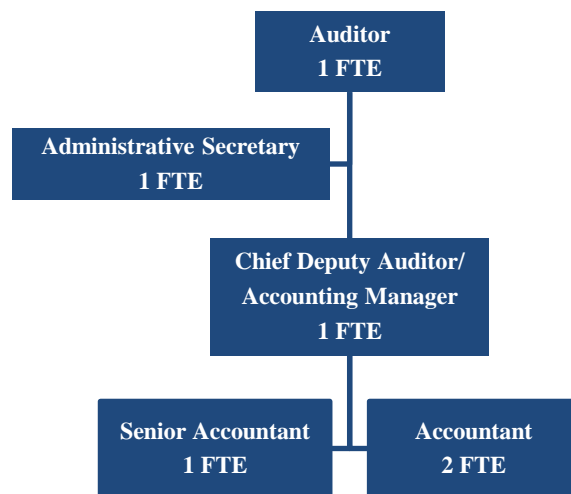 Auditor
1 FTE
Administrative Secretary
1 FTE
Chief Deputy Auditor/
Accounting Manager
1 FTE
Senior Accountant
1 FTE
Accountant
2 FTE